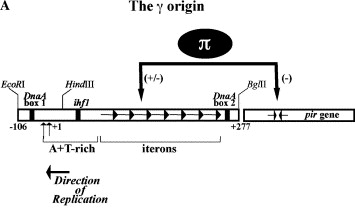 A
The γ origin
π
(+/-)
(-)
EcoRI
DnaA
box 1
HindIII
ihf1
DnaA
box 2
BglII
pir gene
-106
+1
+277
A+T-rich
iterons
Direction
of
Replication